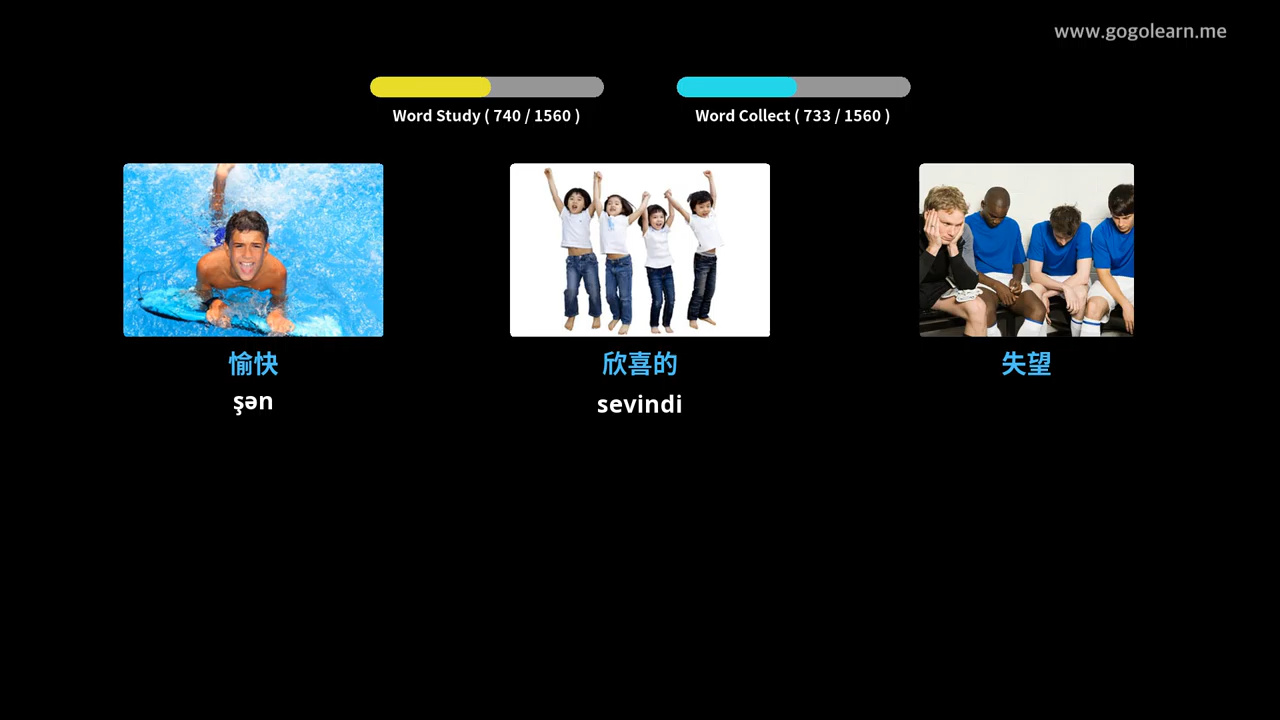 www.gogolearn.me
Word Study ( 740 / 1560 )
Word Collect ( 733 / 1560 )
愉快
欣喜的
失望
şən
sevindi